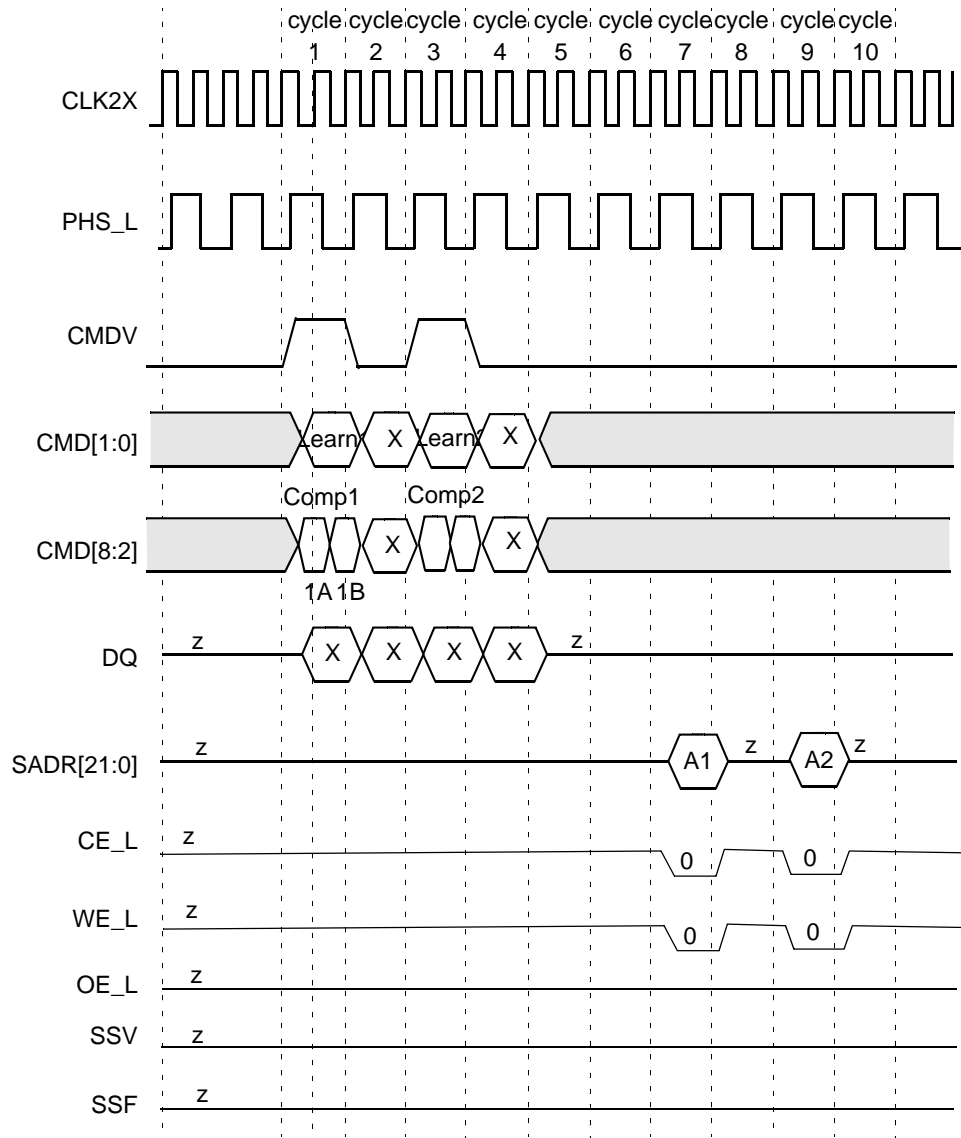 cycle cycle cycle cycle cycle cycle cycle cycle cycle cycle
1 2 3 4 5 6 7 8 9 10
CLK2X
PHS_L
CMDV
CMD[1:0] Learn1 X Learn2 X
Comp1 Comp2
CMD[8:2] X X
1A 1B
DQ z X X X X z
SADR[21:0] z A1 z A2 z
CE_L z 0 0
WE_L z 0 0
OE_L z
SSV z
SSF z